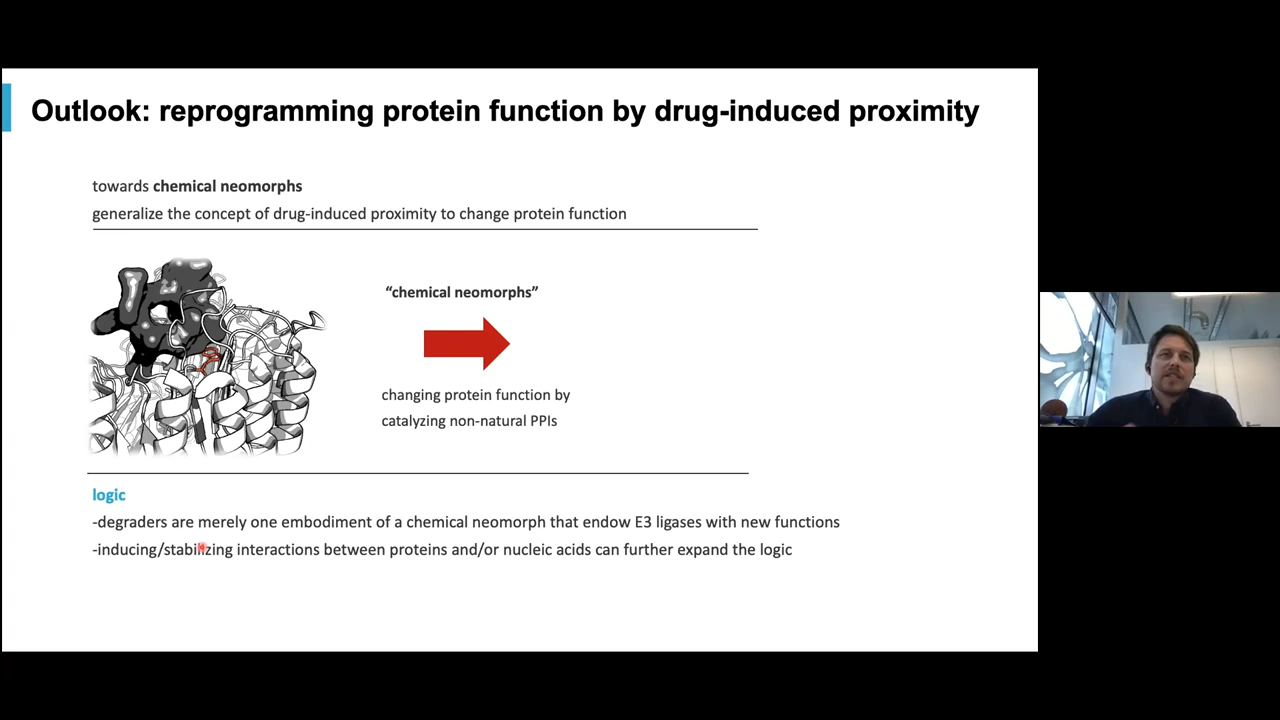 Outlook: reprogramming protein function by drug-induced proximity
towards chemical neomorphs
generalize the concept of drug-induced proximity to change protein function
“chemical neomorphs”
changing protein function by
catalyzing non-natural PPIs
logic
-degraders are merely one embodiment of a chemical neomorph that endow E3 ligases with new functions
-inducing/stabilizing interactions between proteins and/or nucleic acids can further expand the logic